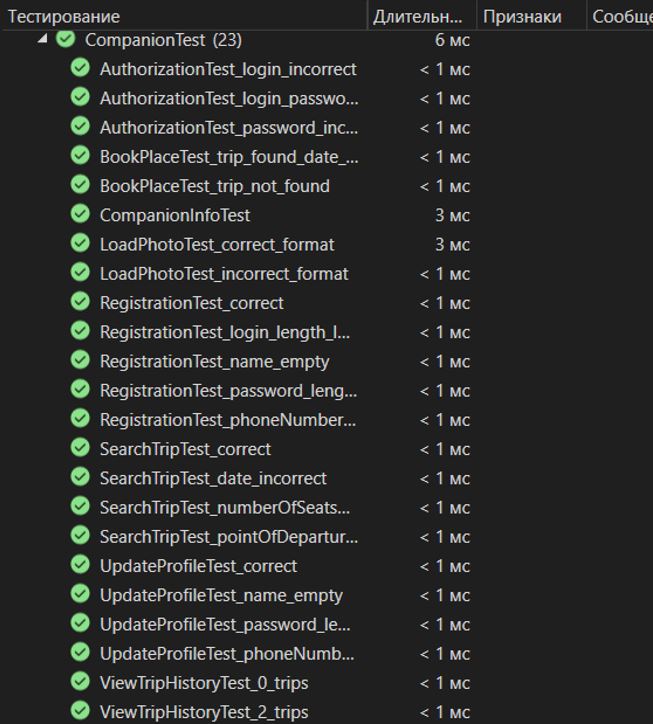 Тестирование Длительн... Признаки Сообще
CompanionTest (23) 6 мс
AuthorizationTest_login_incorrect < 1 мс
AuthorizationTest_login_passwo... < 1 мс
AuthorizationTest_password_inc... < 1 мс
BookPlaceTest_trip_found_date_... < 1 мс
BookPlaceTest_trip_not_found < 1 мс
CompanionInfoTest 3 мс
LoadPhotoTest_correct_format 3 мс
LoadPhotoTest_incorrect_format < 1 мс
RegistrationTest_correct < 1 мс
RegistrationTest_login_length_l... < 1 мс
RegistrationTest_name_empty < 1 мс
RegistrationTest_password_leng... < 1 мс
RegistrationTest_phoneNumber... < 1 мс
SearchTripTest_correct < 1 мс
SearchTripTest_date_incorrect < 1 мс
SearchTripTest_numberOfSeats... < 1 мс
SearchTripTest_pointOfDepartur... < 1 мс
UpdateProfileTest_correct < 1 мс
UpdateProfileTest_name_empty < 1 мс
UpdateProfileTest_password_le... < 1 мс
UpdateProfileTest_phoneNumb... < 1 мс
ViewTripHistoryTest_0_trips < 1 мс
ViewTripHistoryTest_2_trips < 1 мс